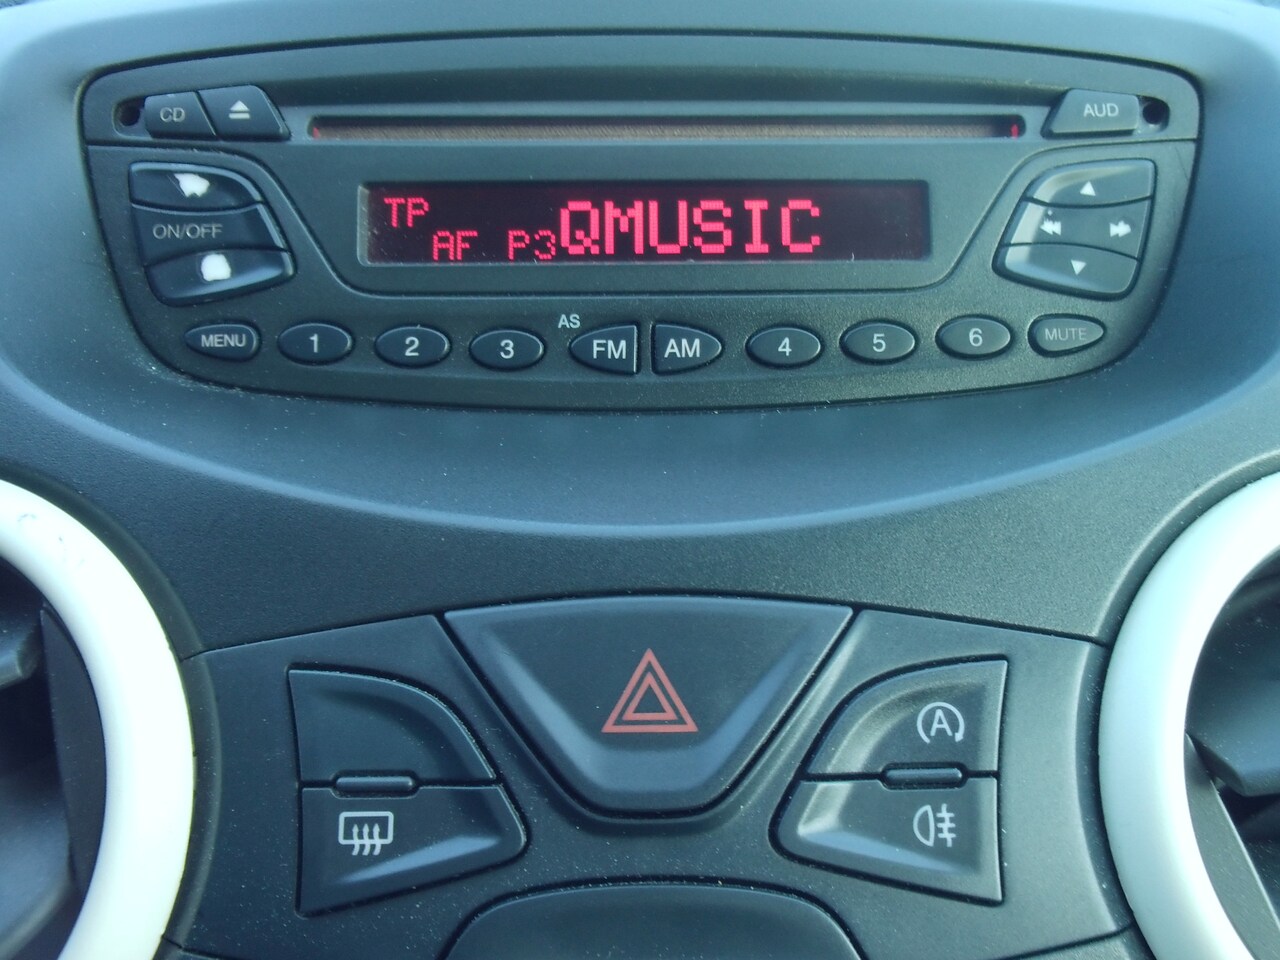 CD
AUD
TP
AF P3 QMUSIC
ON/OFF
AS
MENU 1 2 3 FM AM 4 5 6 MUTE
A